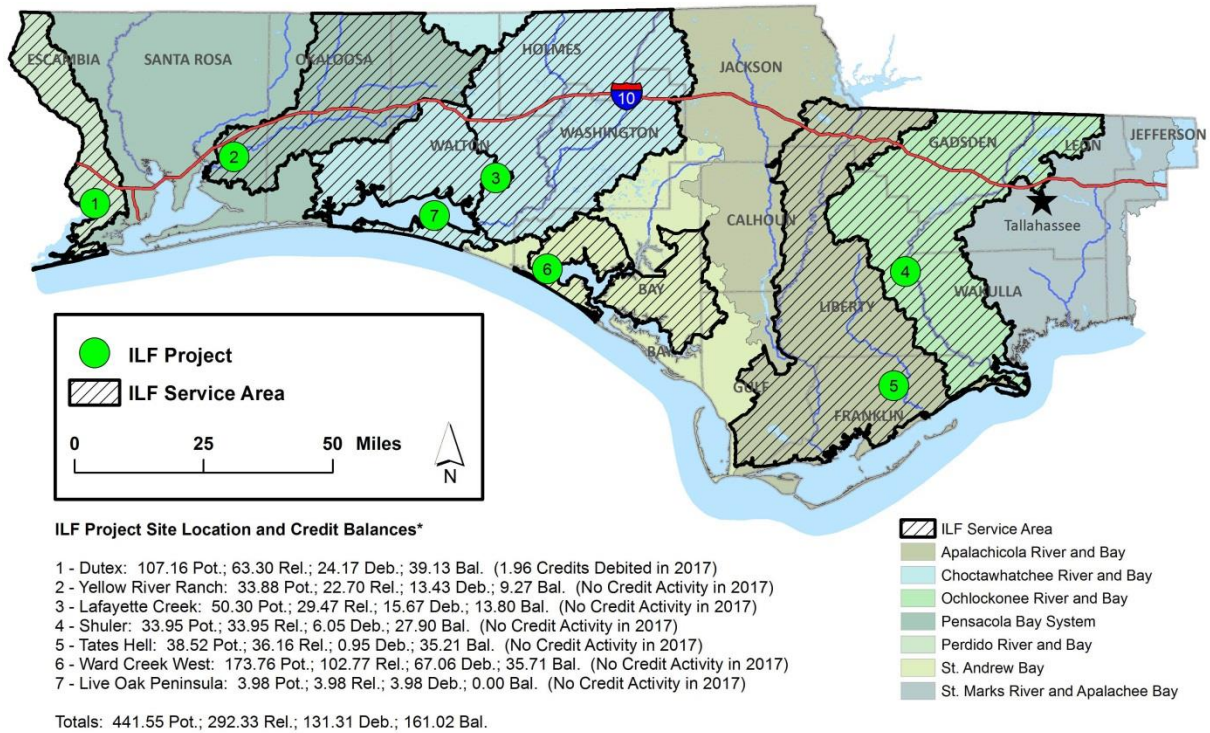 ESCAMBIA
SANTA ROSA
OKALOOSA
HOLMES
JACKSON
10
WALTON
WASHINGTON
GADSDEN
LEON
JEFFERSON
1
2
3
7
CALHOUN
Tallahassee
6
BAY
4
LIBERTY
WAKULLA
BAY
GULF
5
FRANKLIN
ILF Project
ILF Service Area
0 25 50 Miles
N
ILF Project Site Location and Credit Balances*
1 - Dutex: 107.16 Pot.; 63.30 Rel.; 24.17 Deb.; 39.13 Bal. (1.96 Credits Debited in 2017)
2 - Yellow River Ranch: 33.88 Pot.; 22.70 Rel.; 13.43 Deb.; 9.27 Bal. (No Credit Activity in 2017)
3 - Lafayette Creek: 50.30 Pot.; 29.47 Rel.; 15.67 Deb.; 13.80 Bal. (No Credit Activity in 2017)
4 - Shuler: 33.95 Pot.; 33.95 Rel.; 6.05 Deb.; 27.90 Bal. (No Credit Activity in 2017)
5 - Tates Hell: 38.52 Pot.; 36.16 Rel.; 0.95 Deb.; 35.21 Bal. (No Credit Activity in 2017)
6 - Ward Creek West: 173.76 Pot.; 102.77 Rel.; 67.06 Deb.; 35.71 Bal. (No Credit Activity in 2017)
7 - Live Oak Peninsula: 3.98 Pot.; 3.98 Rel.; 3.98 Deb.; 0.00 Bal. (No Credit Activity in 2017)
Totals: 441.55 Pot.; 292.33 Rel.; 131.31 Deb.; 161.02 Bal.
ILF Service Area
Apalachicola River and Bay
Choctawhatchee River and Bay
Ochlockonee River and Bay
Pensacola Bay System
Perdido River and Bay
St. Andrew Bay
St. Marks River and Apalachee Bay